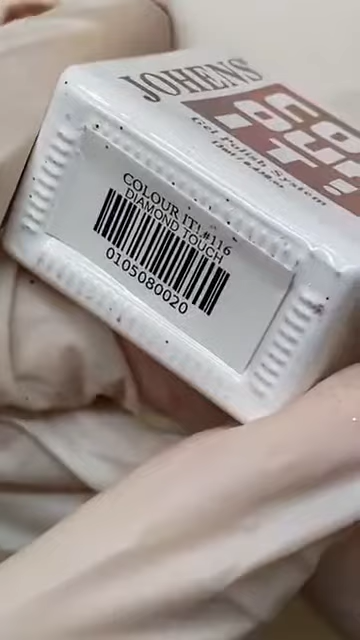 JOHENS
Gel Polish System
COLOUR IT! #116
DIAMOND TOUCH
0105080020